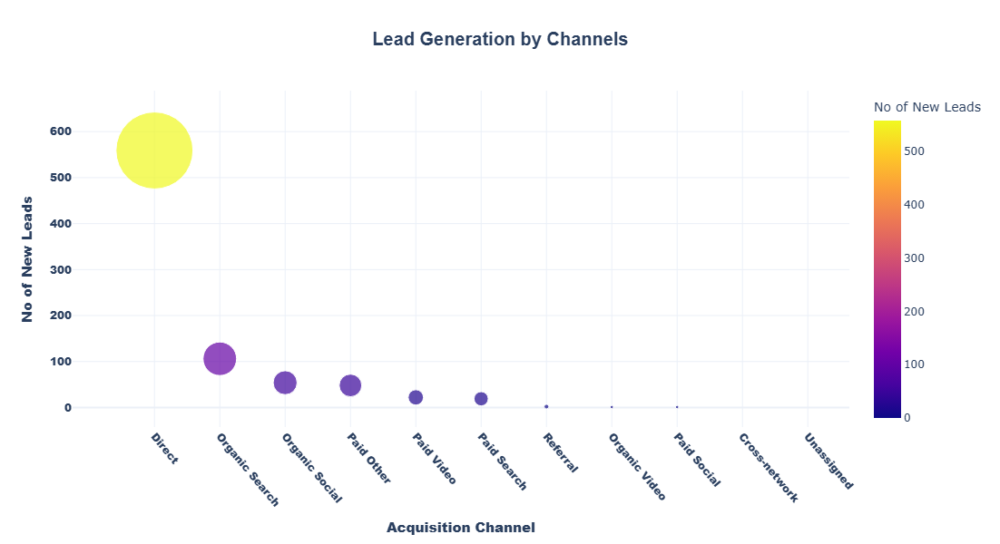 Lead Generation by Channels
No of New Leads
600
500
400
300
200
100
0
No of New Leads
500
400
300
200
100
0
Direct
Organic Search
Organic Social
Paid Other
Paid Video
Paid Search
Referral
Organic Video
Paid Social
Cross-network
Unassigned
Acquisition Channel